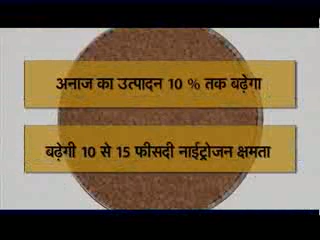 अनाज का उत्पादन 10 % तक बढ़ेगा
बढ़ेगी 10 से 15 फीसदी नाईट्रोजन क्षमता